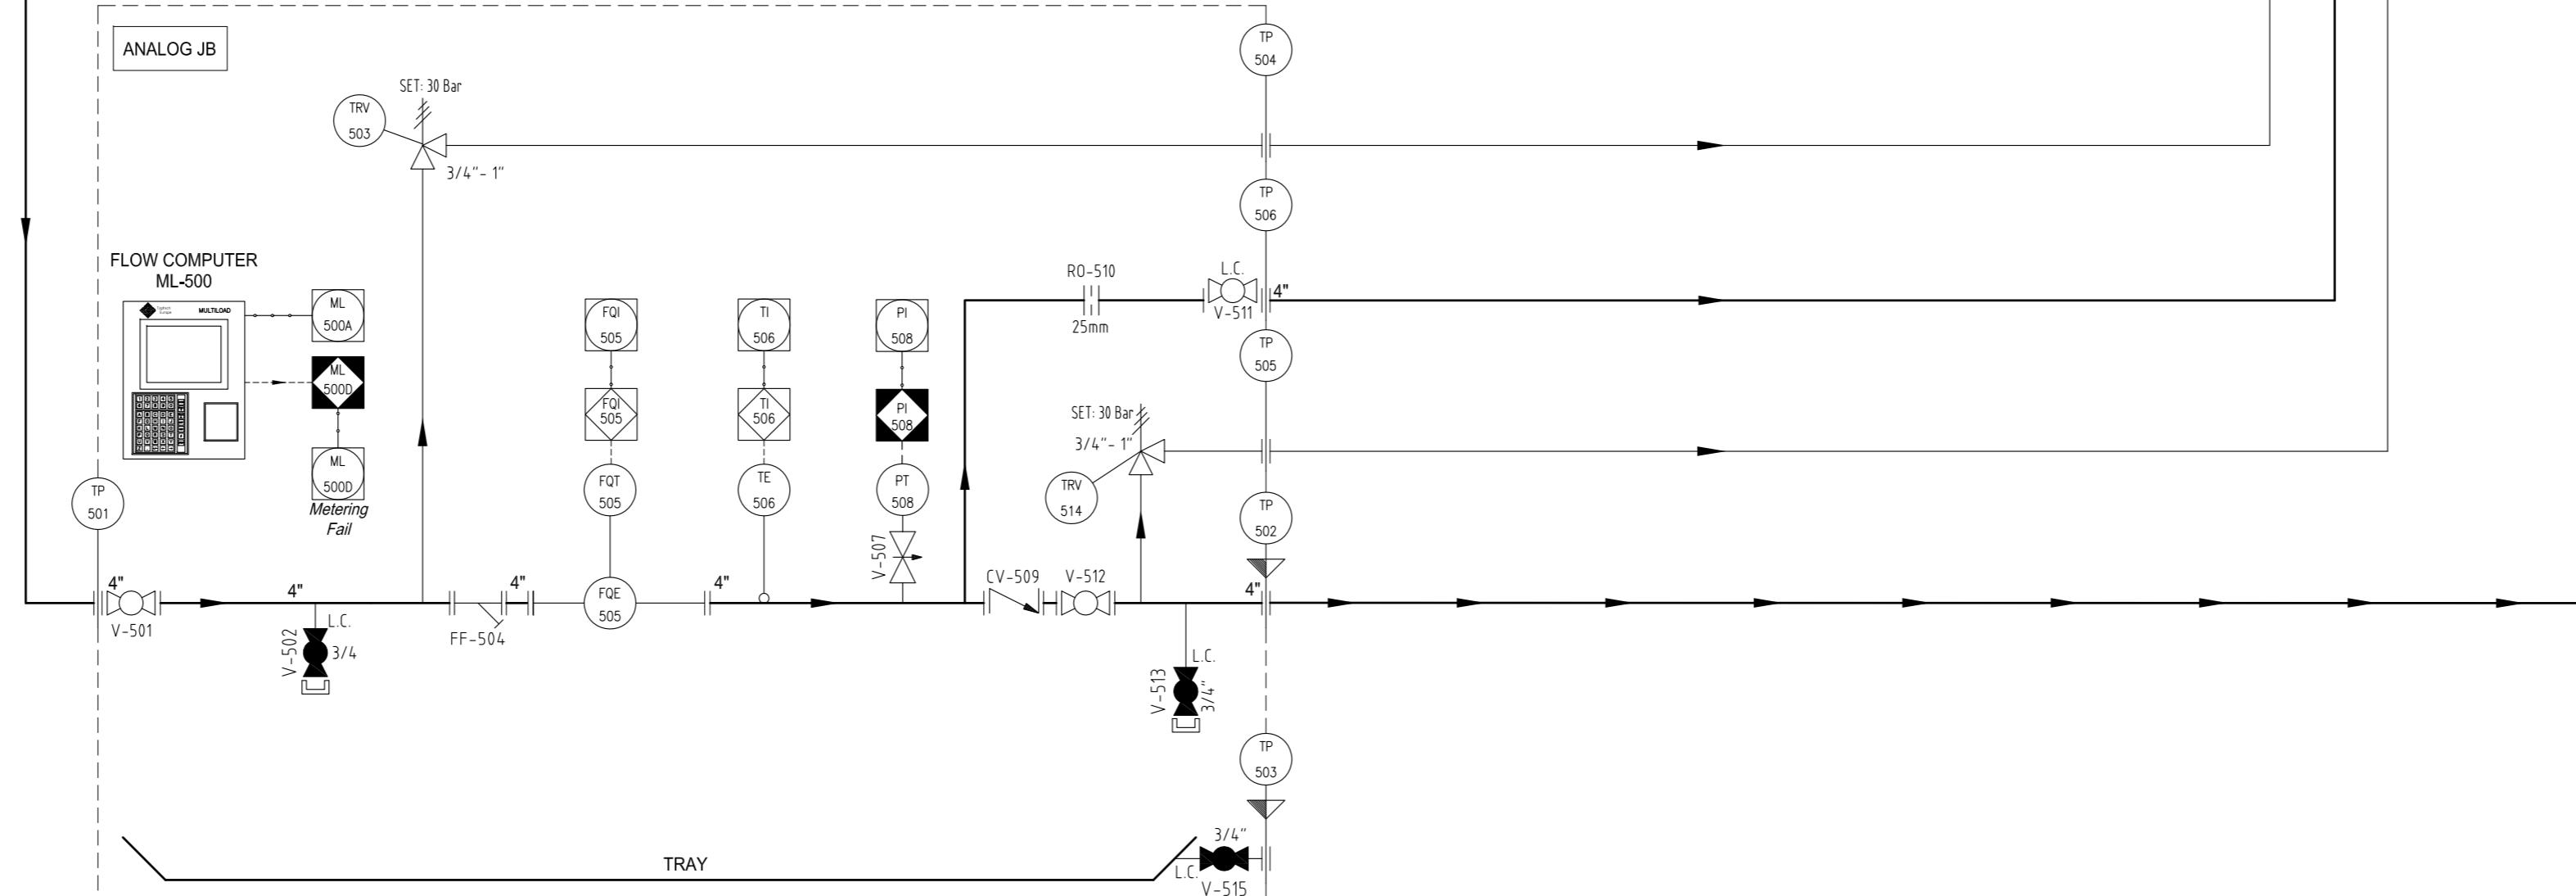 ANALOG JB
TP
504
SET: 30 Bar
TRV
503
3/4"- 1"
TP
506
FLOW COMPUTER
ML-500
MULTILOAD
ML
500A
ML
500D
ML
500D
Metering
Fail
FQI
505
TI
506
PI
508
FQI
505
TI
506
PI
508
FQT
505
TE
506
PT
508
RO-510
25mm
L.C.
V-511
4"
TP
505
SET: 30 Bar
3/4"- 1"
TRV
514
TP
502
TP
501
V-507
4"
V-501
4"
L.C.
V-502
3/4
FF-504
4"
FQE
505
4"
CV-509
V-512
4"
L.C.
V-513
3/4"
TP
503
TRAY
3/4"
L.C.
V-515